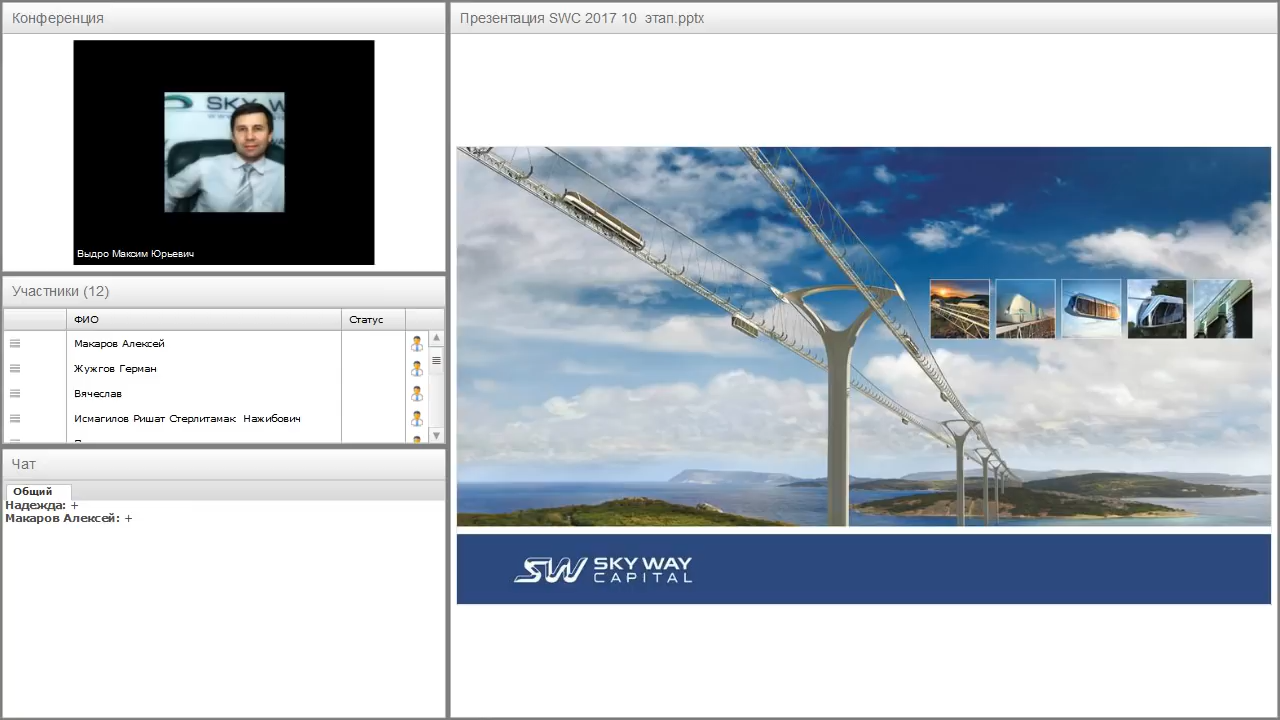 Конференция
SKY W
Выдро Максим Юрьевич
Участники (12)
ФИО Статус
Макаров Алексей
Жужгов Герман
Вячеслав
Исмагилов Ришат Стерлитамак Нажибович
Чат
Общий
Надежда: +
Макаров Алексей: +
Презентация SWC 2017 10 этап.pptx
SW SKY WAY
CAPITAL